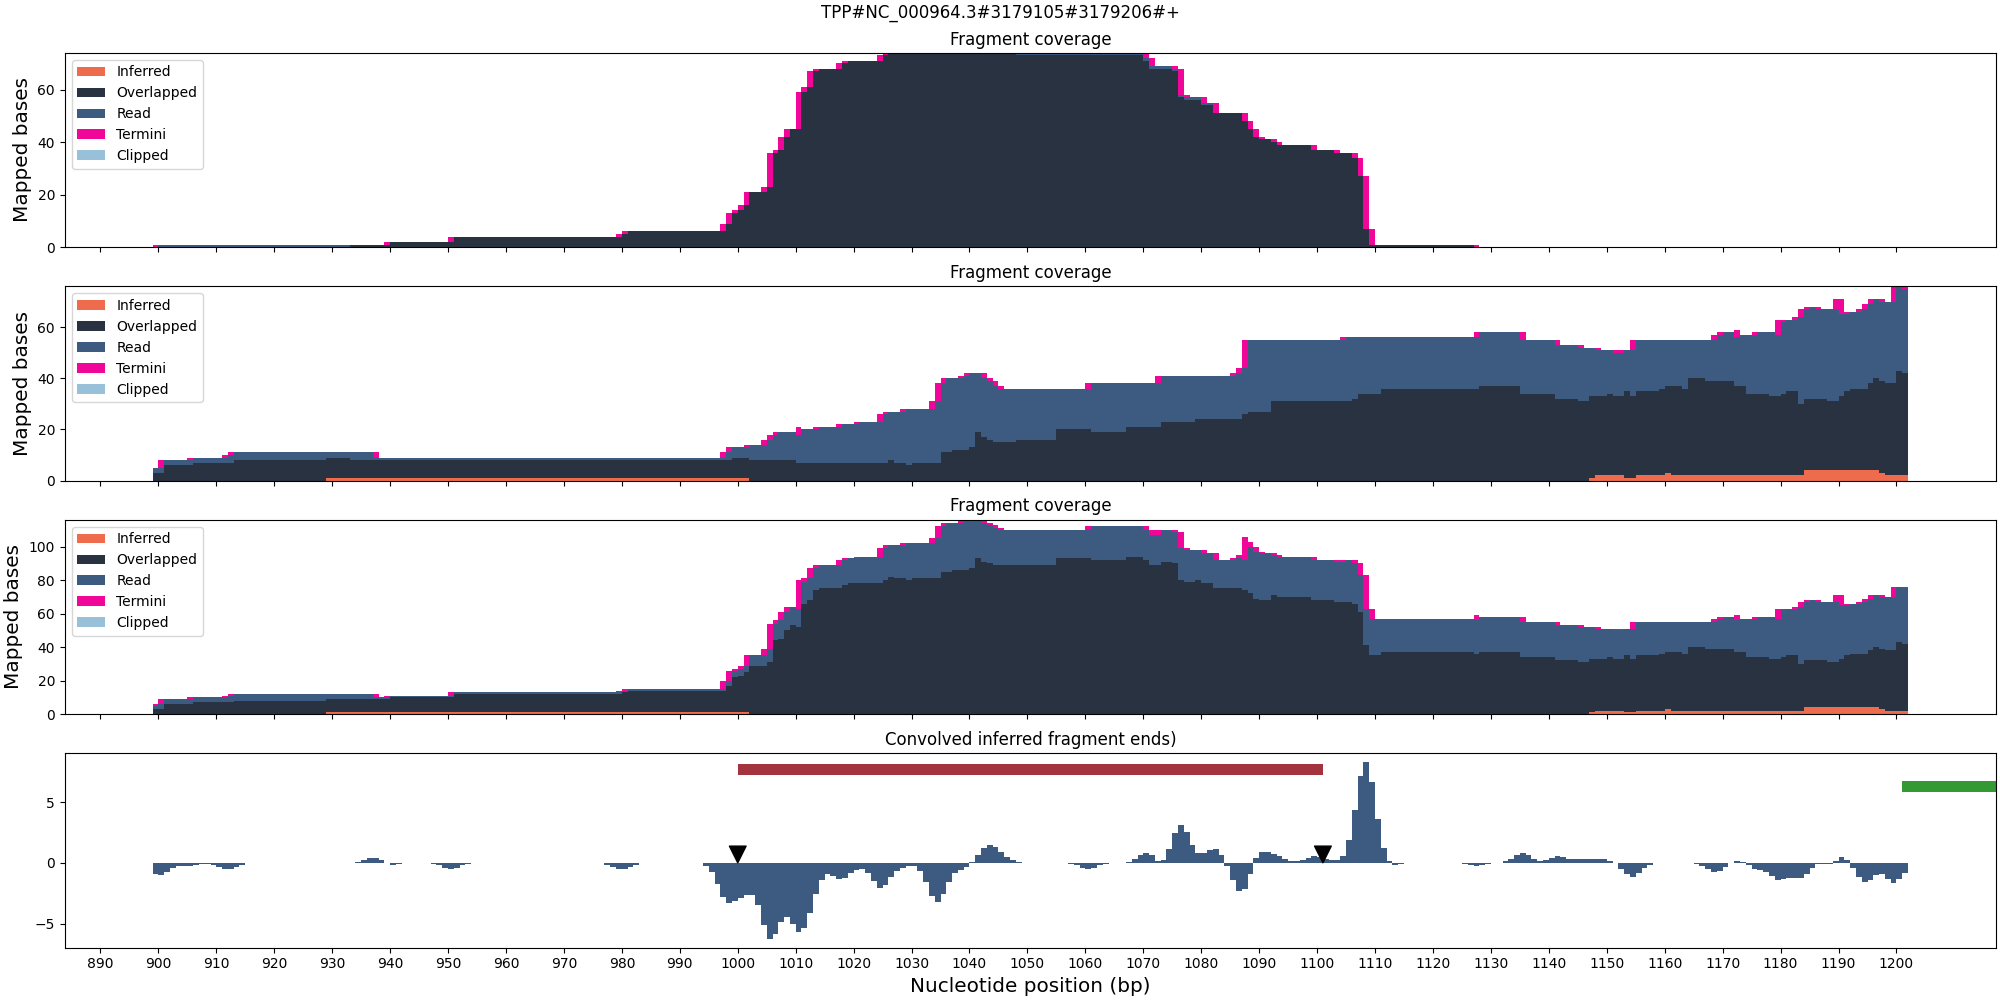 TPP#NC_000964.3#3179105#3179206#+
Fragment coverage
Mapped bases
60
40
20
0
Inferred
Overlapped
Read
Termini
Clipped
Fragment coverage
Mapped bases
60
40
20
0
Inferred
Overlapped
Read
Termini
Clipped
Fragment coverage
Mapped bases
100
80
60
40
20
0
Inferred
Overlapped
Read
Termini
Clipped
Convolved inferred fragment ends)
5
0
−5
890 900 910 920 930 940 950 960 970 980 990 1000 1010 1020 1030 1040 1050 1060 1070 1080 1090 1100 1110 1120 1130 1140 1150 1160 1170 1180 1190 1200
Nucleotide position (bp)